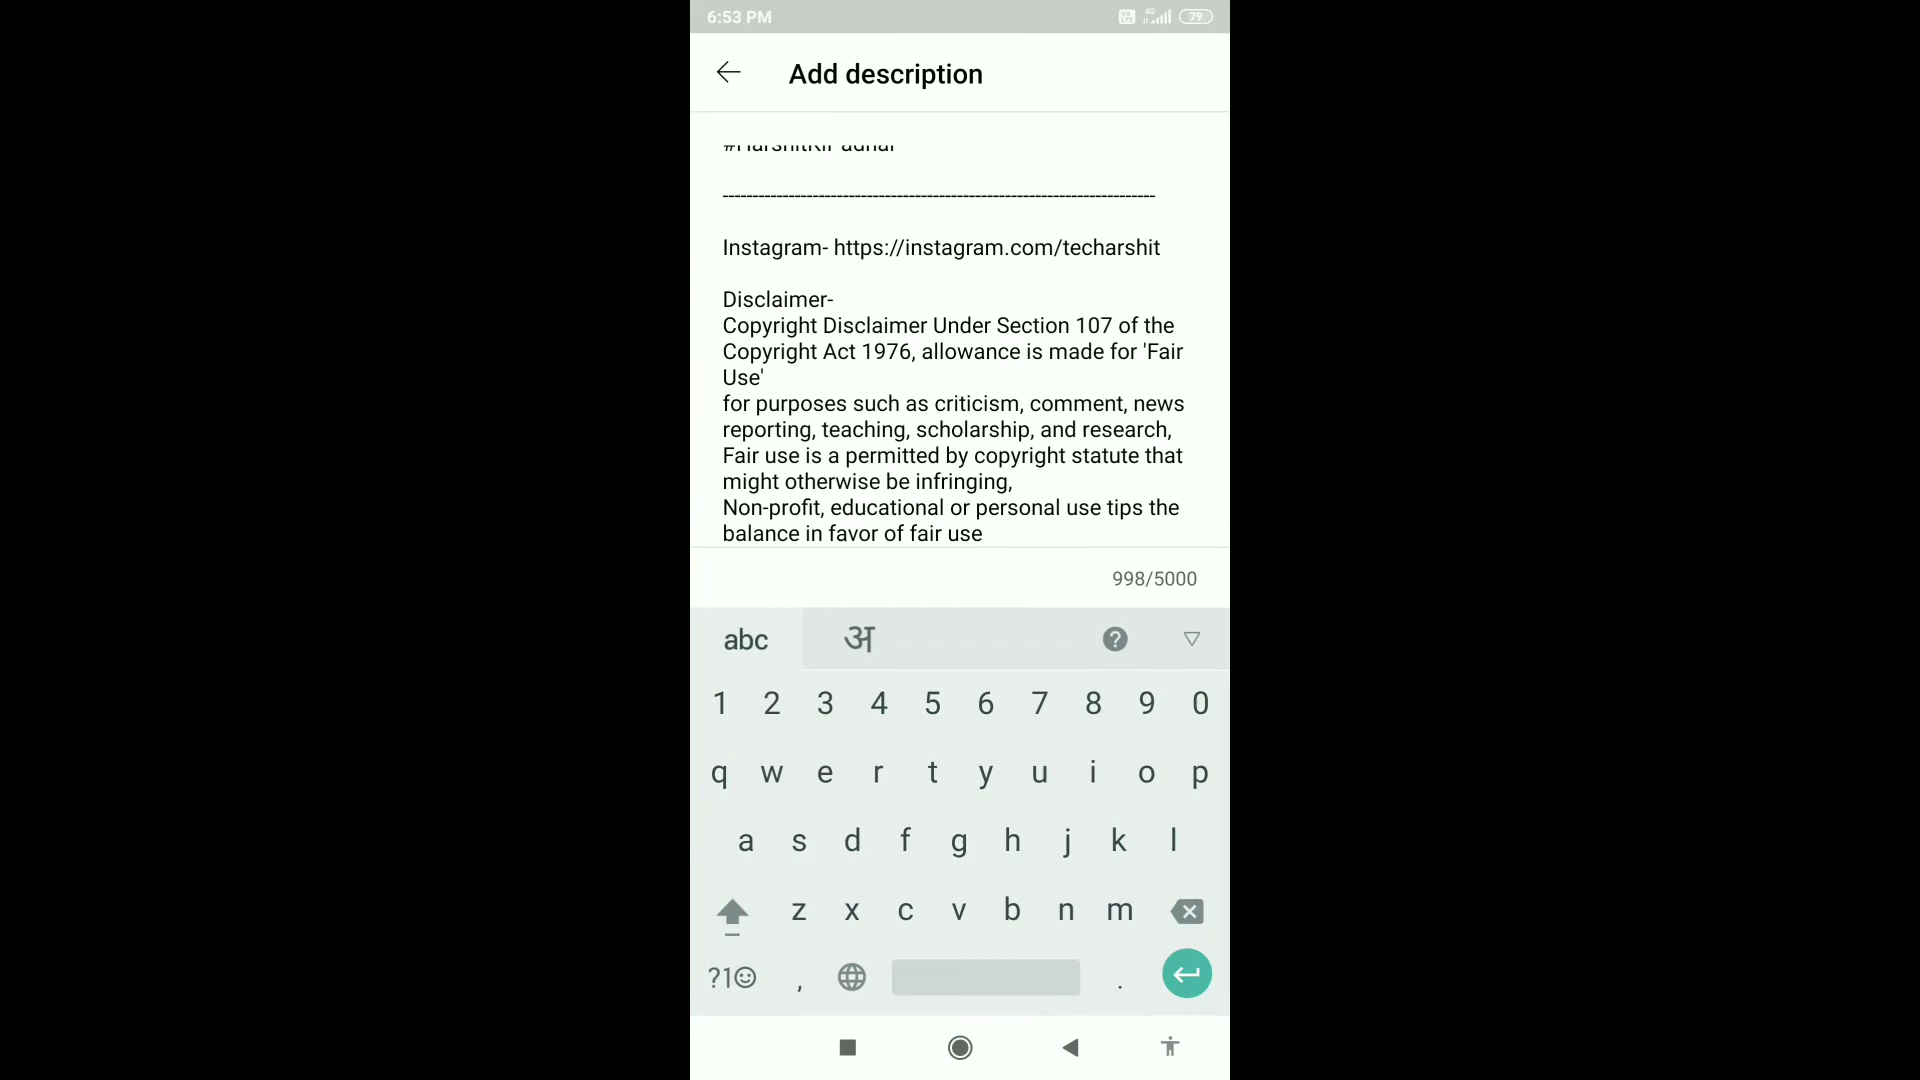 6:53 PM
4G
79
Add description
-----------------------------------------------------------------------
Instagram- https://instagram.com/techarshit
Disclaimer-
Copyright Disclaimer Under Section 107 of the
Copyright Act 1976, allowance is made for 'Fair
Use'
for purposes such as criticism, comment, news
reporting, teaching, scholarship, and research,
Fair use is a permitted by copyright statute that
might otherwise be infringing,
Non-profit, educational or personal use tips the
balance in favor of fair use
998/5000
abc अ
1 2 3 4 5 6 7 8 9 0
q w e r t y u i o p
a s d f g h j k l
z x c v b n m
?1☺ , .